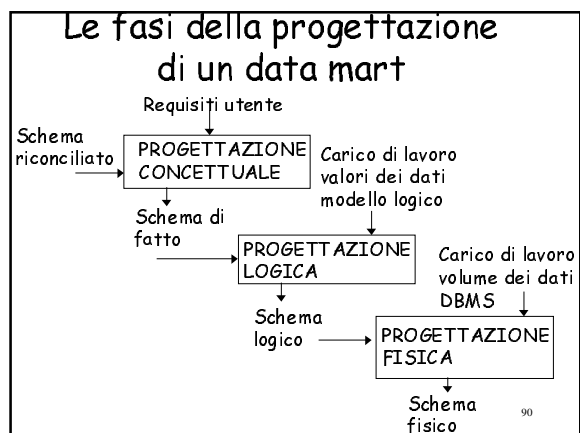 Le fasi della progettazione
di un data mart
Requisiti utente
Schema
riconciliato
PROGETTAZIONE
CONCETTUALE
Carico di lavoro
valori dei dati
modello logico
Schema di
fatto
PROGETTAZIONE
LOGICA
Carico di lavoro
volume dei dati
DBMS
Schema
logico
PROGETTAZIONE
FISICA
Schema
fisico
90